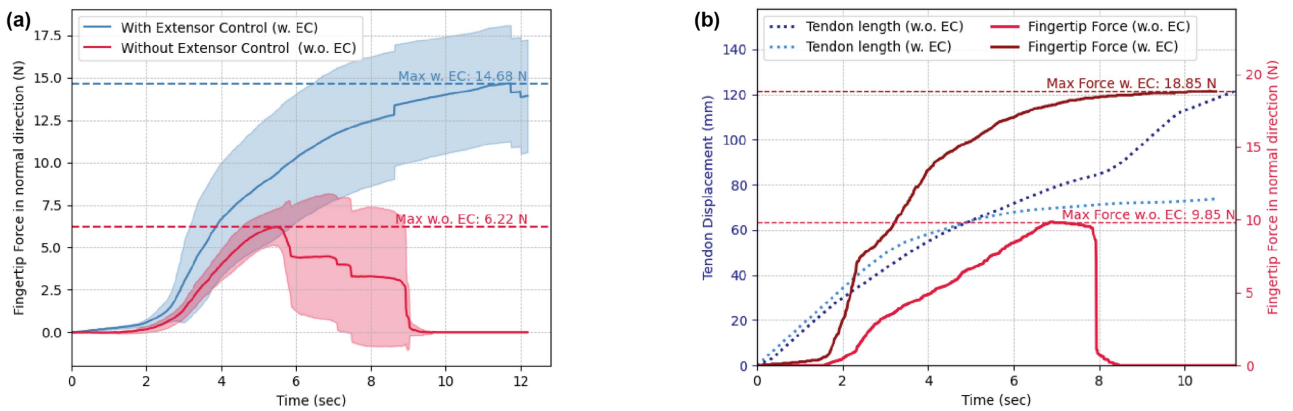 (a)
Fingertip Force in normal direction (N)
17.5
15.0
12.5
10.0
7.5
5.0
2.5
0.0
With Extensor Control (w. EC)
Without Extensor Control (w.o. EC)
Max w. EC: 14.68 N
Max w.o. EC: 6.22 N
0 2 4 6 8 10 12
Time (sec)
(b)
Tendon Displacement (mm)
140
120
100
80
60
40
20
0
Tendon length (w.o. EC)
Tendon length (w. EC)
Fingertip Force (w.o. EC)
Fingertip Force (w. EC)
Max Force w. EC: 18.85 N
Max Force w.o. EC: 9.85 N
20
15
10
5
0
Fingertip Force in normal direction (N)
0 2 4 6 8 10
Time (sec)